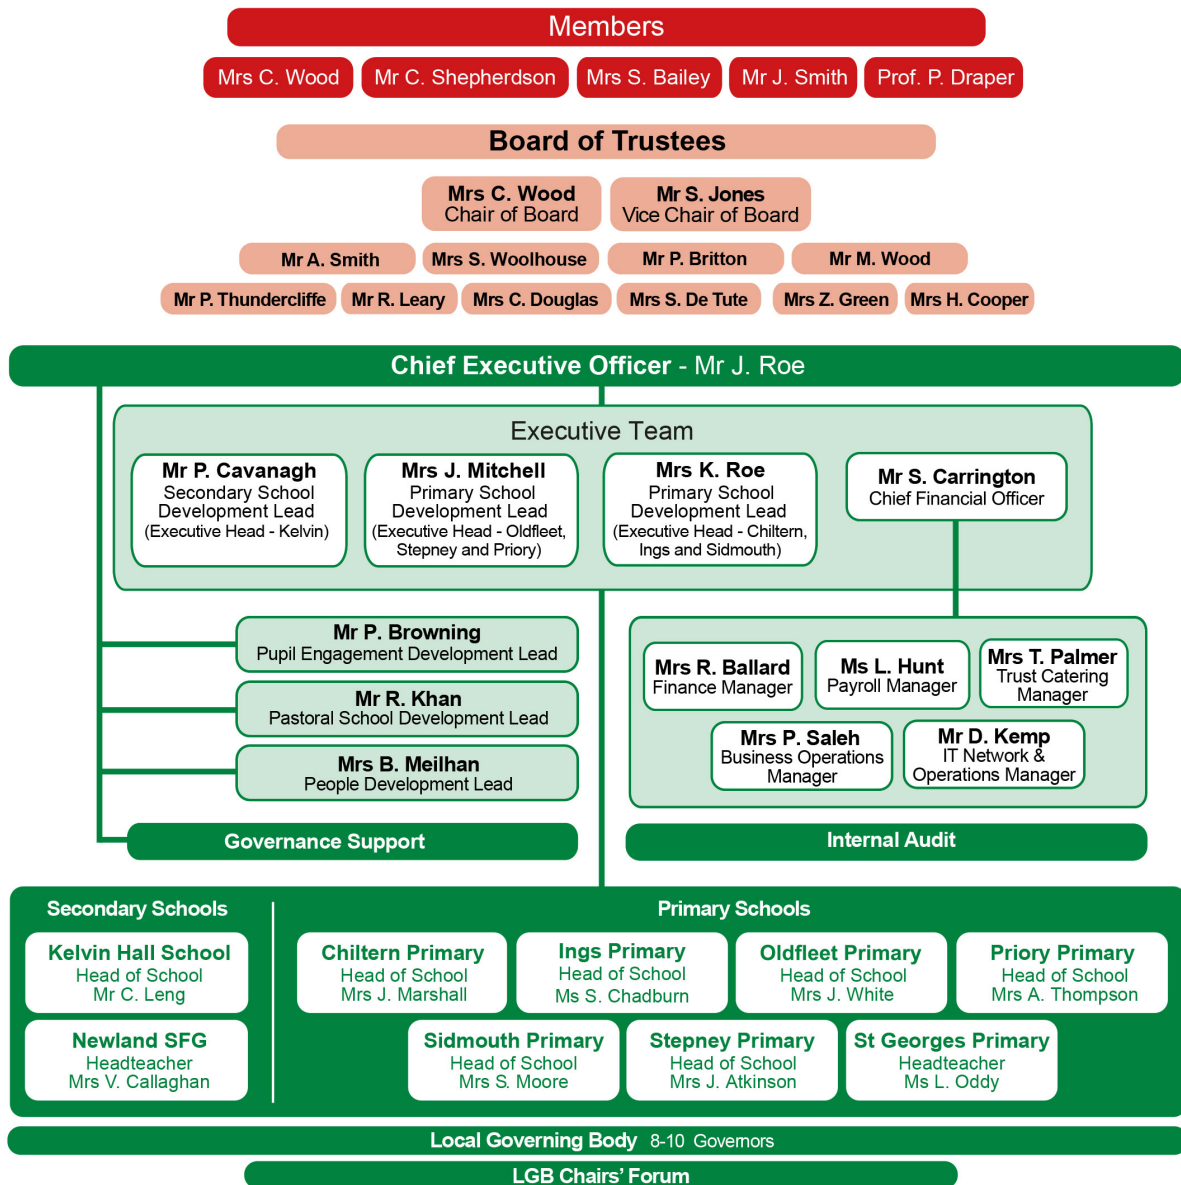 Members
Mrs C. Wood
Mr C. Shepherdson
Mrs S. Bailey
Mr J. Smith
Prof. P. Draper
Board of Trustees
Mrs C. Wood
Chair of Board
Mr S. Jones
Vice Chair of Board
Mr A. Smith
Mrs S. Woolhouse
Mr P. Britton
Mr M. Wood
Mr P. Thundercliffe
Mr R. Leary
Mrs C. Douglas
Mrs S. De Tute
Mrs Z. Green
Mrs H. Cooper
Chief Executive Officer - Mr J. Roe
Executive Team
Mr P. Cavanagh
Secondary School
Development Lead
(Executive Head - Kelvin)
Mrs J. Mitchell
Primary School
Development Lead
(Executive Head - Oldfleet,
Stepney and Priory)
Mrs K. Roe
Primary School
Development Lead
(Executive Head - Chiltern,
Ings and Sidmouth)
Mr S. Carrington
Chief Financial Officer
Mr P. Browning
Pupil Engagement Development Lead
Mr R. Khan
Pastoral School Development Lead
Mrs B. Meilhan
People Development Lead
Governance Support
Mrs R. Ballard
Finance Manager
Ms L. Hunt
Payroll Manager
Mrs T. Palmer
Trust Catering
Manager
Mrs P. Saleh
Business Operations
Manager
Mr D. Kemp
IT Network &
Operations Manager
Internal Audit
Secondary Schools
Kelvin Hall School
Head of School
Mr C. Leng
Newland SFG
Headteacher
Mrs V. Callaghan
Primary Schools
Chiltern Primary
Head of School
Mrs J. Marshall
Ings Primary
Head of School
Ms S. Chadburn
Oldfleet Primary
Head of School
Mrs J. White
Priory Primary
Head of School
Mrs A. Thompson
Sidmouth Primary
Head of School
Mrs S. Moore
Stepney Primary
Head of School
Mrs J. Atkinson
St Georges Primary
Headteacher
Ms L. Oddy
Local Governing Body 8-10 Governors
LGB Chairs' Forum